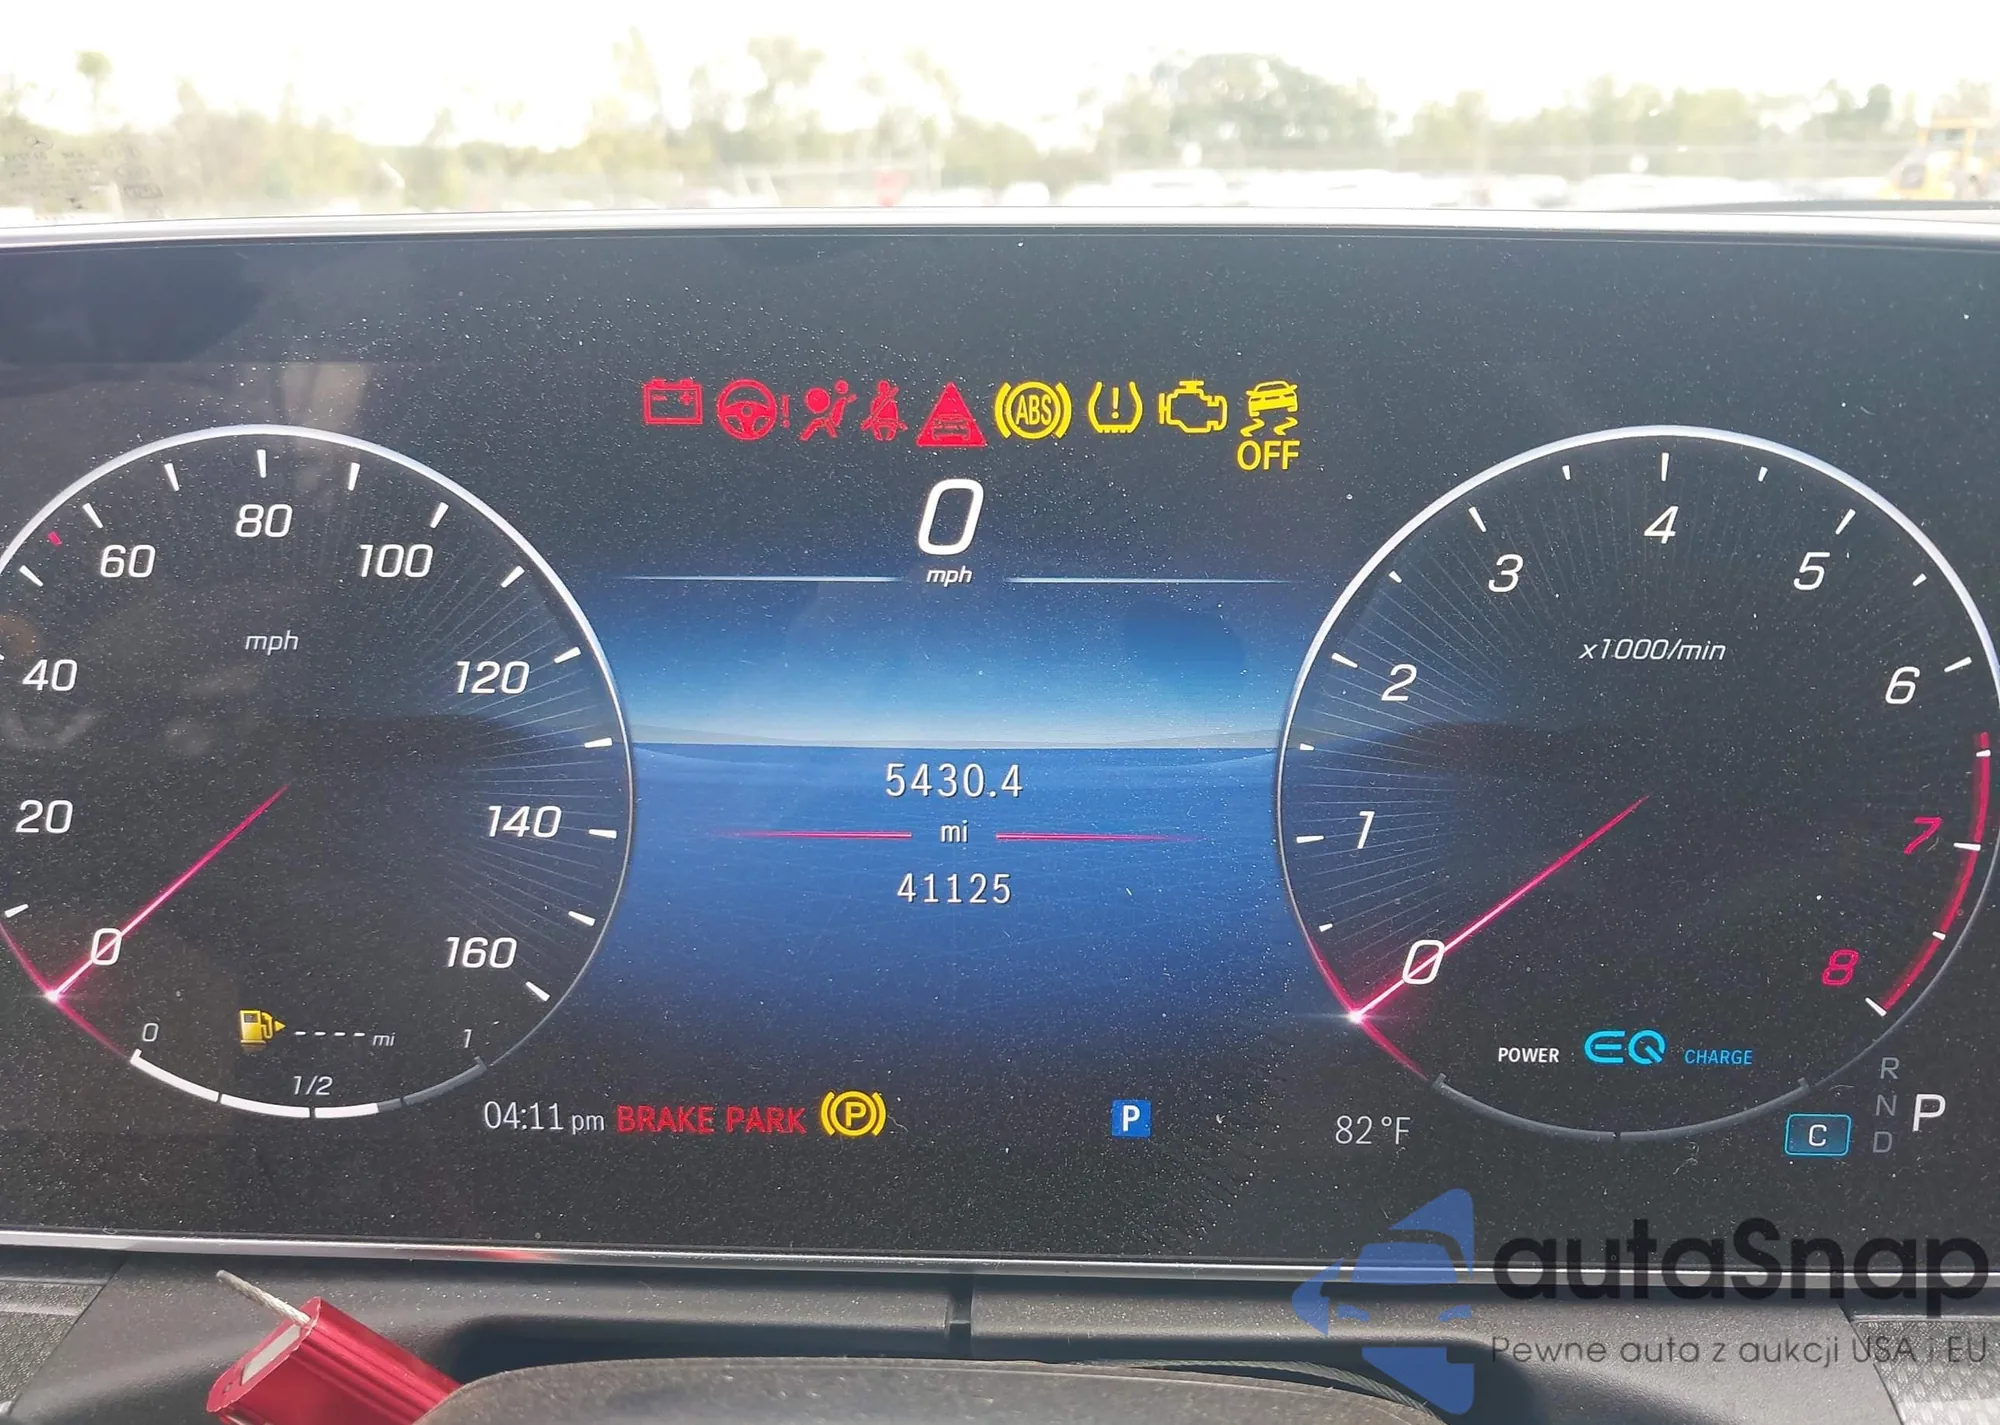 ABS
OFF
0
mph
20
40
60
80
100
120
140
160
0
mph
0
1/2
1
---- mi
5430.4
mi
41125
0
1
2
3
4
5
6
7
8
x1000/min
POWER EQ CHARGE
04:11 pm BRAKE PARK P
P
82 °F
C
R
N
D
P
autaSnap
Pewne auta z aukcji USA i EU